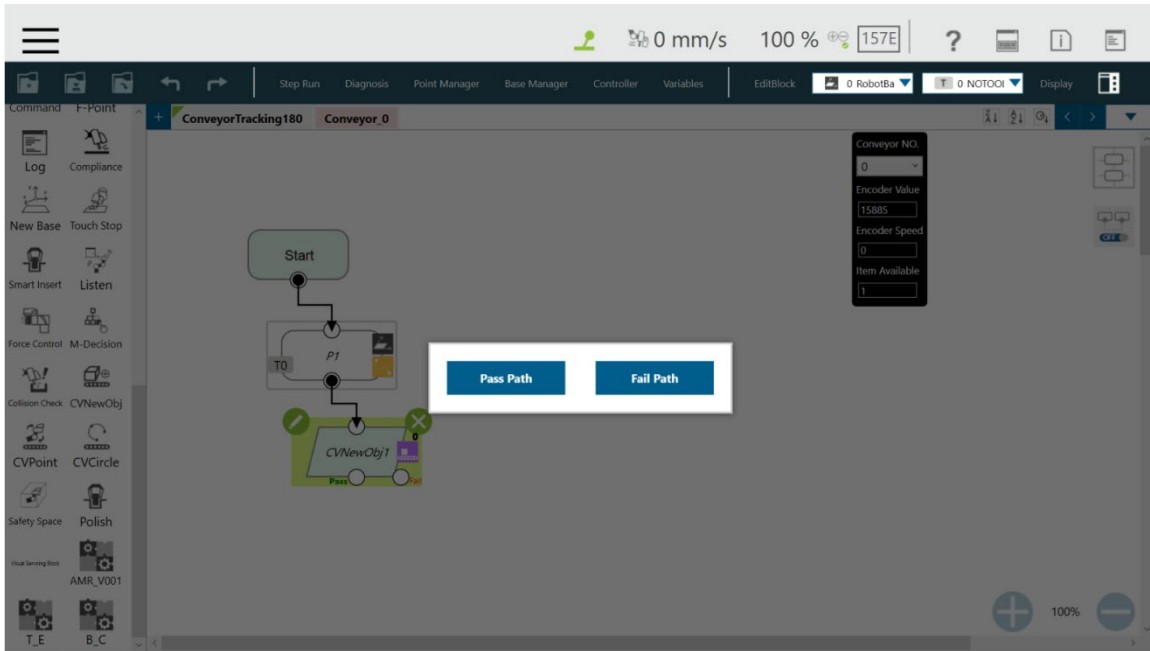 0 mm/s
100 %
157E
?
i
Step Run
Diagnosis
Point Manager
Base Manager
Controller
Variables
EditBlock
0 RobotBa
T 0 NOTOOL
Display
Command
F-Point
Log
Compliance
New Base
Touch Stop
Smart Insert
Listen
Force Control
M-Decision
Collision Check
CVNewObj
CVPoint
CVCircle
Safety Space
Polish
Visual Servoing Block
AMR_V001
T_E
B_C
+
ConveyorTracking180
Conveyor_0
Start
T0
P1
0
CVNewObj1
Pass
Fail
Pass Path
Fail Path
Conveyor NO.
0
Encoder Value
15885
Encoder Speed
0
Item Available
1
OFF
100%